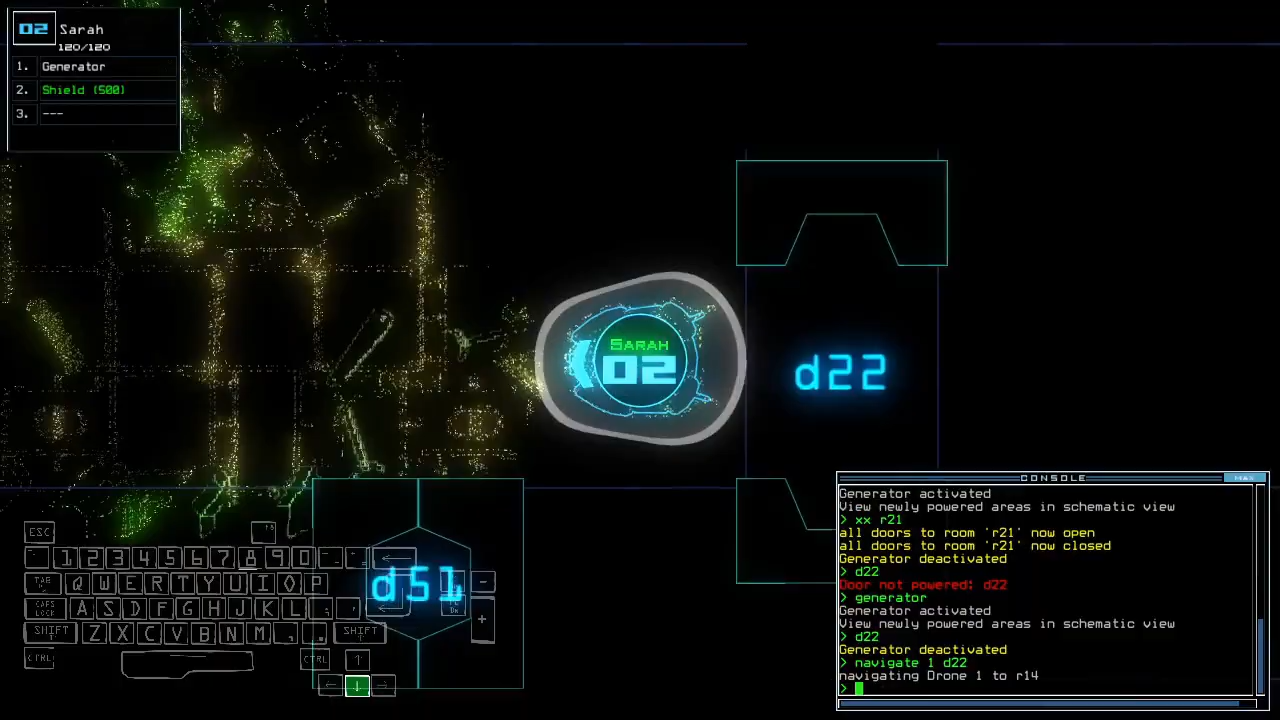 02 Sarah
120/120
1. Generator
2. Shield (500)
3. ---
SARAH
02
d22
d51
CONSOLE
MAX
Generator activated
View newly powered areas in schematic view
> xx r21
all doors to room 'r21' now open
all doors to room 'r21' now closed
Generator deactivated
> d22
Door not powered: d22
> generator
Generator activated
View newly powered areas in schematic view
> d22
Generator deactivated
> navigate 1 d22
navigating Drone 1 to r14
>
ESC
1 2 3 4 5 6 7 8 9 0 - =
TAB Q W E R T Y U I O P
CAPS LOCK A S D F G H J K L ; '
SHIFT Z X C V B N M , . SHIFT
CTRL CTRL ↑
← ↓ →
-
+